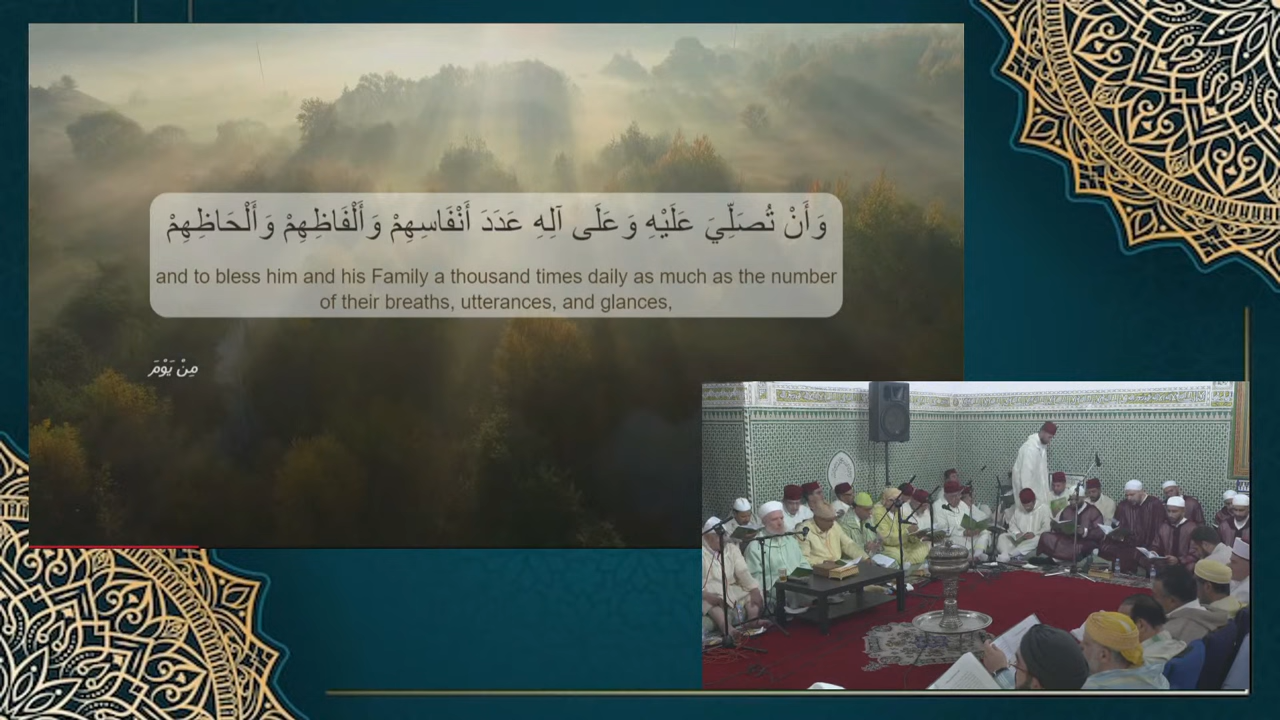 وَأَنْ تُصَلِّيَ عَلَيْهِ وَعَلَى آلِهِ عَدَدَ أَنْفَاسِهِمْ وَأَلْفَاظِهِمْ وَأَلْحَاظِهِمْ
and to bless him and his Family a thousand times daily as much as the number
of their breaths, utterances, and glances,
مِنْ يَوْمَ